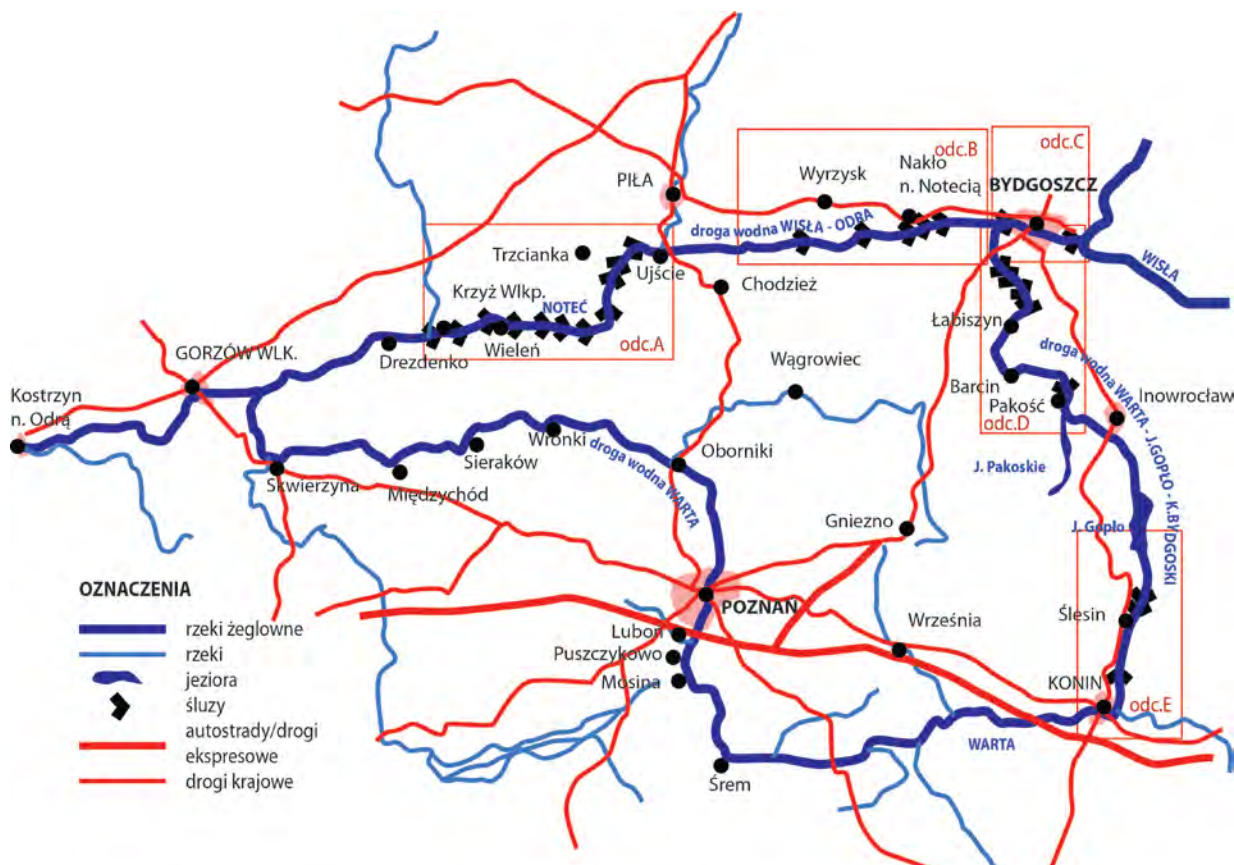 odc.B
odc.C
PIŁA
Wyrzysk
Nakło
n. Notecią
BYDGOSZCZ
droga wodna WISŁA - ODRA
WISŁA
Trzcianka
Ujście
Chodzież
Krzyż Wlkp.
NOTEĆ
Wieleń
odc.A
Drezdenko
Łabiszyn
GORZÓW WLK.
Kostrzyn
n. Odrą
Wągrowiec
Barcin
Pakość
odc.D
Inowrocław
droga wodna WARTA - J.GOPŁO - K.BYDGOSKI
Wronki
Sieraków
droga wodna WARTA
Oborniki
Skwierzyna
Międzychód
J. Pakoskie
Gniezno
J. Gopło
OZNACZENIA
rzeki żeglowne
rzeki
jeziora
śluzy
autostrady/drogi
ekspresowe
drogi krajowe
POZNAŃ
Luboń
Puszczykowo
Mosina
Września
Ślesin
KONIN
odc.E
WARTA
Śrem